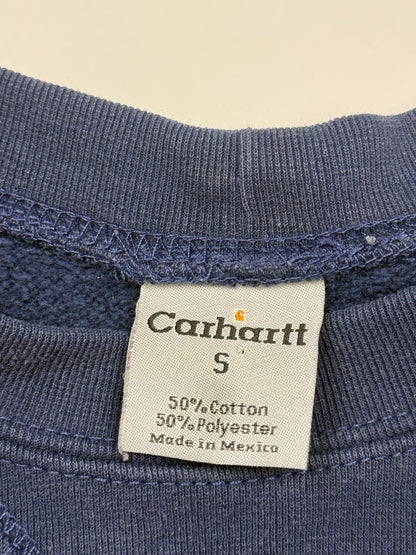 Carhartt
S
50% Cotton
50% Polyester
Made in Mexico